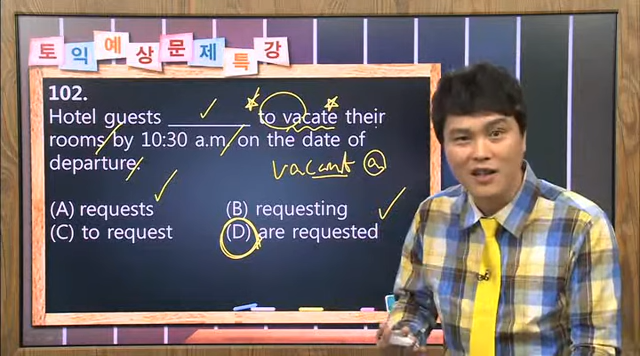 토익예상문제특강
102.
Hotel guests ________ to vacate their
rooms by 10:30 a.m on the date of
departure.
vacant ⓐ
(A) requests
(B) requesting
(C) to request
(D) are requested